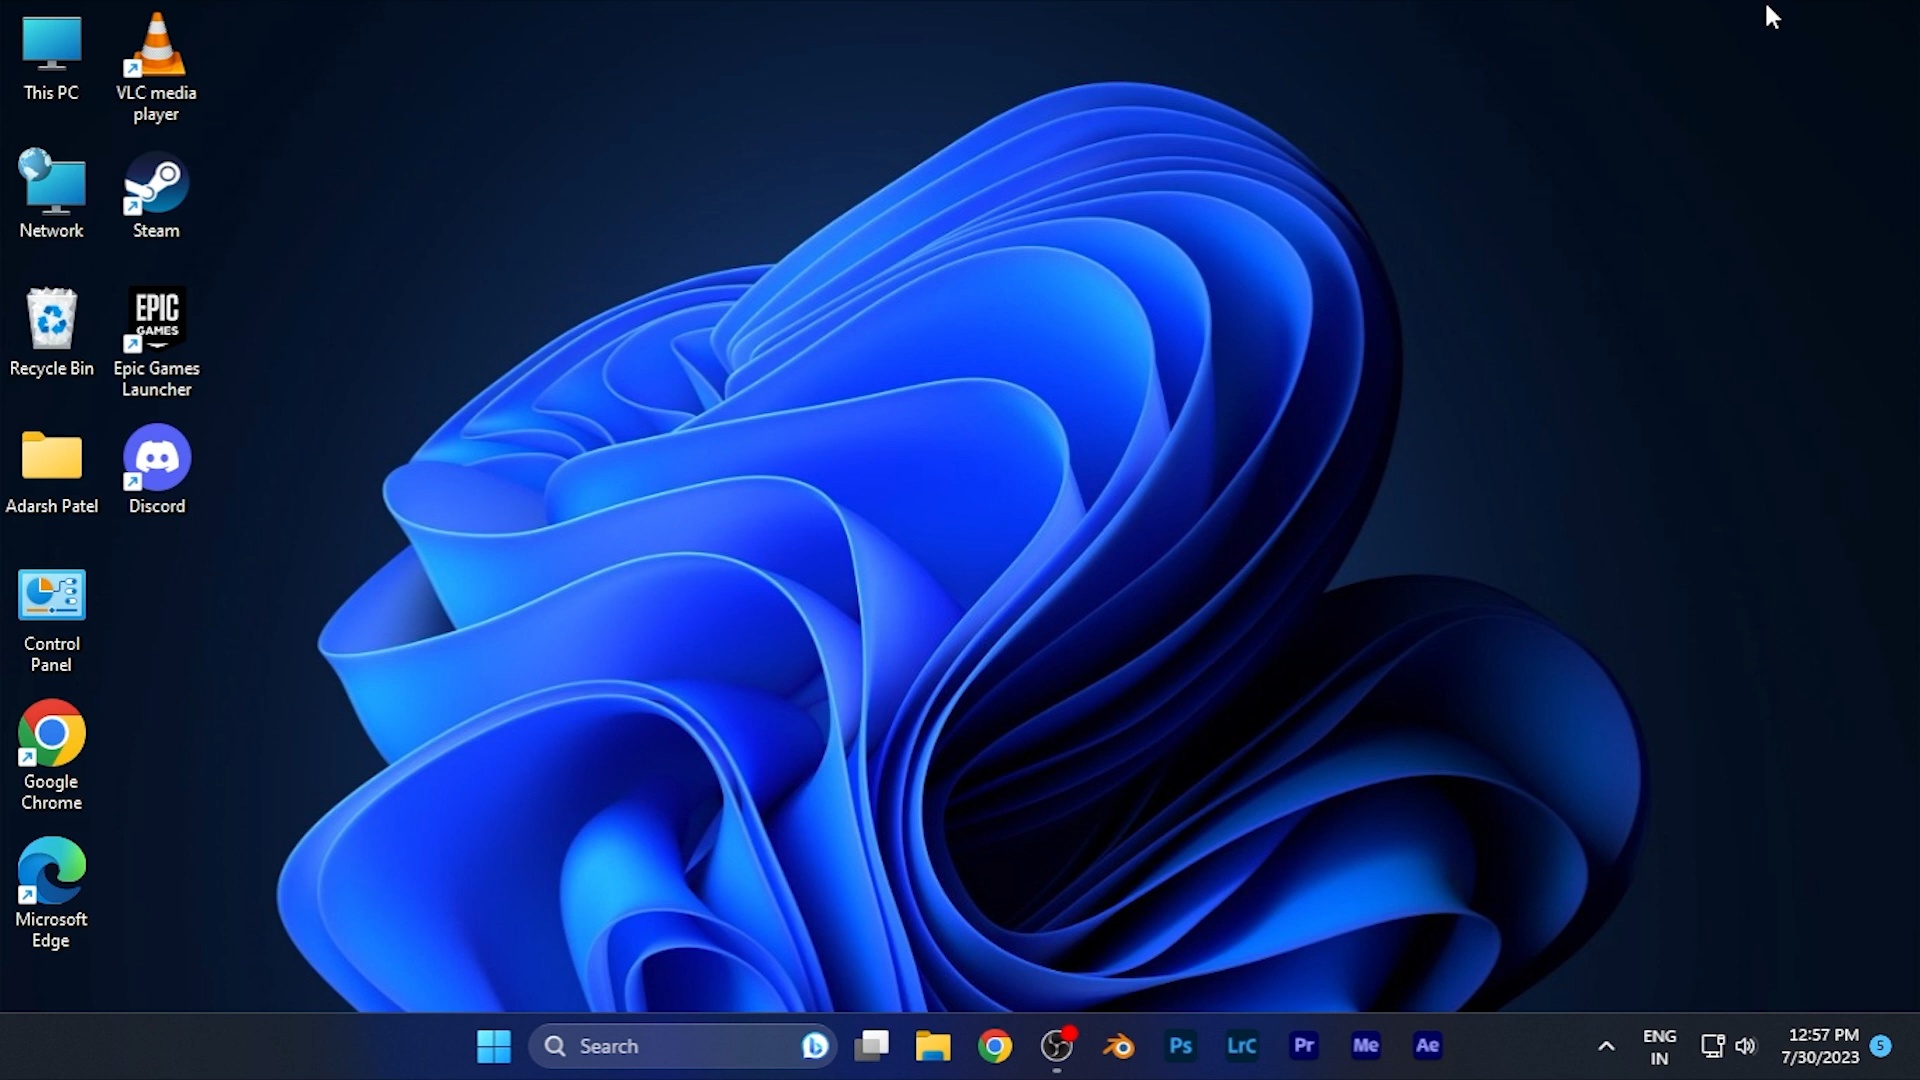 This PC
VLC media
player
Network
Steam
EPIC
GAMES
Recycle Bin
Epic Games
Launcher
Adarsh Patel
Discord
Control
Panel
Google
Chrome
Microsoft
Edge
Search
Ps
LrC
Pr
Me
Ae
ENG
IN
12:57 PM
7/30/2023
5